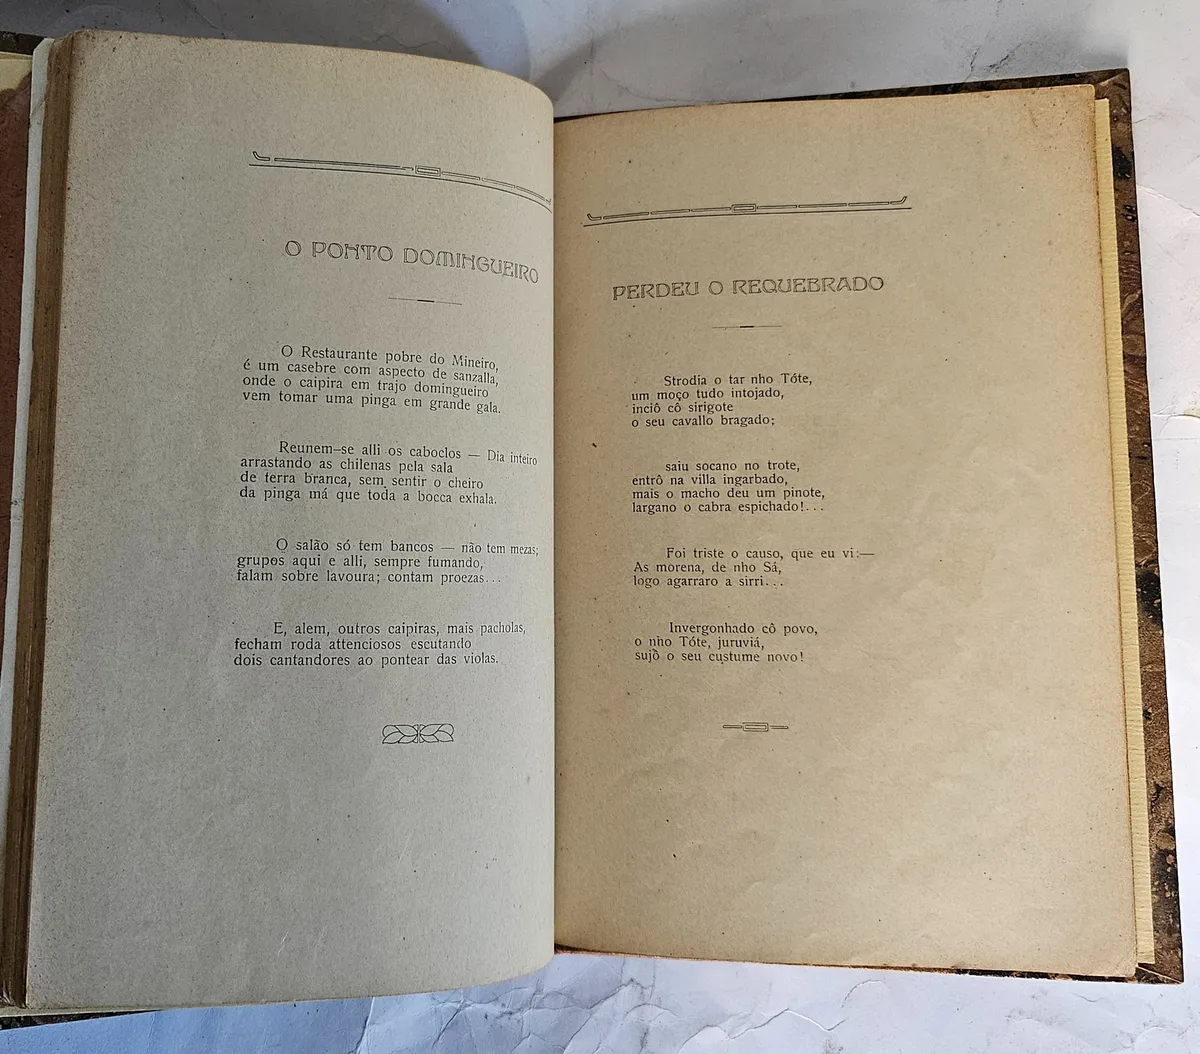 O PONTO DOMINGUEIRO
O Restaurante pobre do Mineiro,
é um casebre com aspecto de sanzalla,
onde o caipira em trajo domingueiro
vem tomar uma pinga em grande gala.
Reunem-se alli os caboclos — Dia inteiro
arrastando as chilenas pela sala
de terra branca, sem sentir o cheiro
da pinga má que toda a bocca exhala.
O salão só tem bancos — não tem mezas;
grupos aqui e alli, sempre fumando,
falam sobre lavoura; contam proezas...
E, alem, outros caipiras, mais pacholas,
fecham roda attenciosos escutando
dois cantandores ao pontear das violas.
PERDEU O REQUEBRADO
Strodia o tar nho Tóte,
um moço tudo intojado,
inciô cô sirigote
o seu cavallo bragado;
saiu socano no trote,
entrô na villa ingarbado,
mais o macho deu um pinote,
largano o cabra espichado!...
Foi triste o causo, que eu vi:—
As morena, de nho Sá,
logo agarraro a sirri...
Invergonhado cô povo,
o nho Tóte, juruviá,
sujô o seu custume novo!